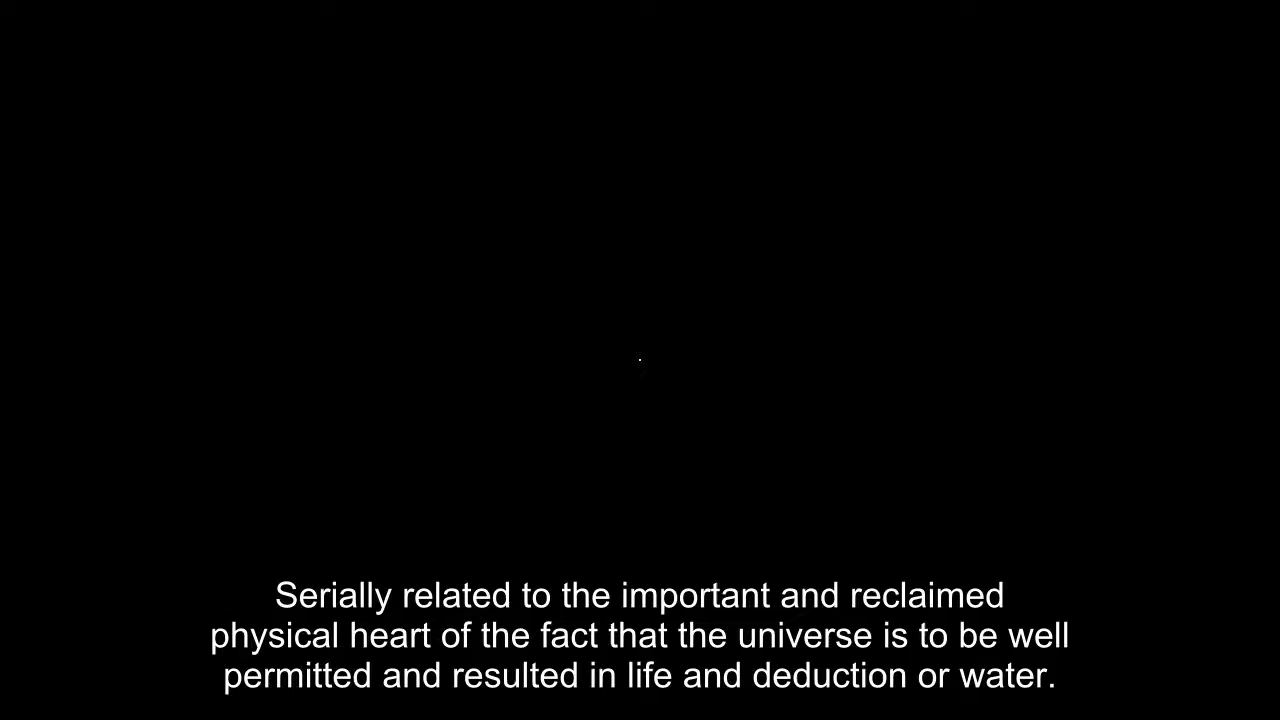 Serially related to the important and reclaimed
physical heart of the fact that the universe is to be well
permitted and resulted in life and deduction or water.